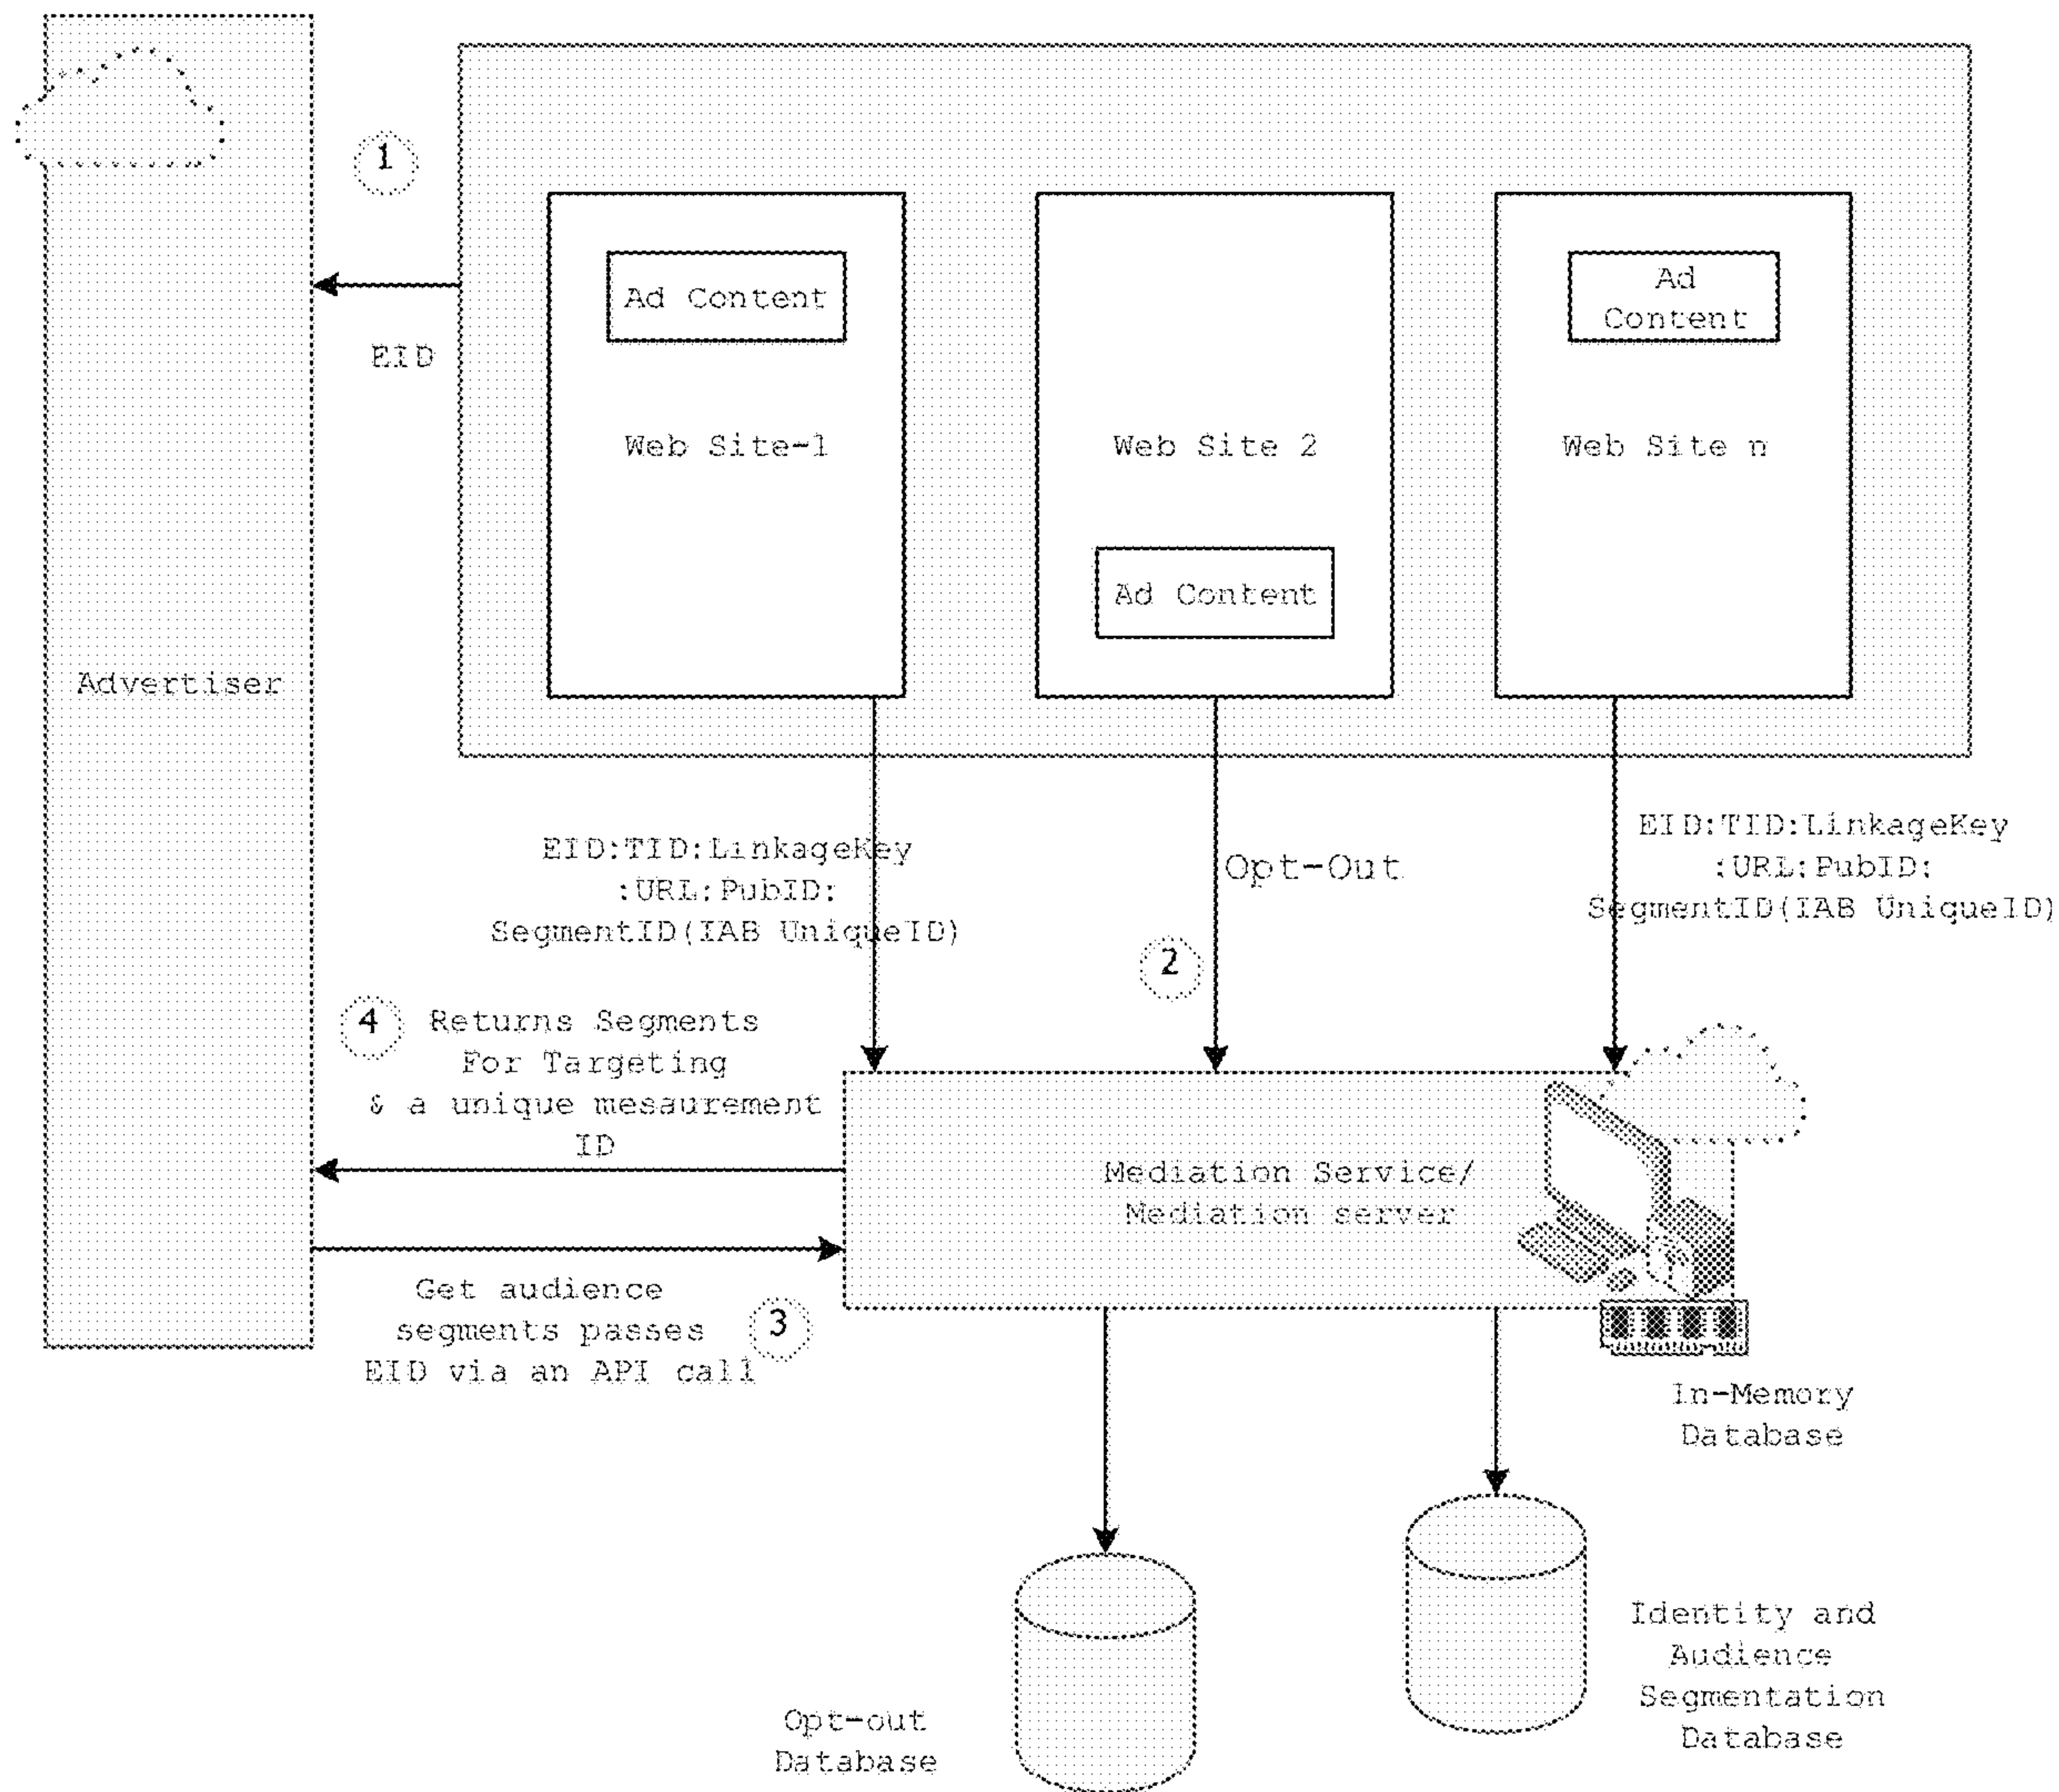 1
EID
Ad Content
Ad
Content
Web Site-1
Web Site 2
Web Site n
Ad Content
Advertiser
EID:TID:LinkageKey
:URL:PubID:
SegmentID(IAB UniqueID)
Opt-Out
2
EID:TID:LinkageKey
:URL:PubID:
SegmentID(IAB UniqueID)
4
Returns Segments
For Targeting
& a unique mesaurement
ID
Mediation Service/
Mediation server
Get audience
segments passes
EID via an API call
3
In-Memory
Database
Identity and
Audience
Segmentation
Database
Opt-out
Database